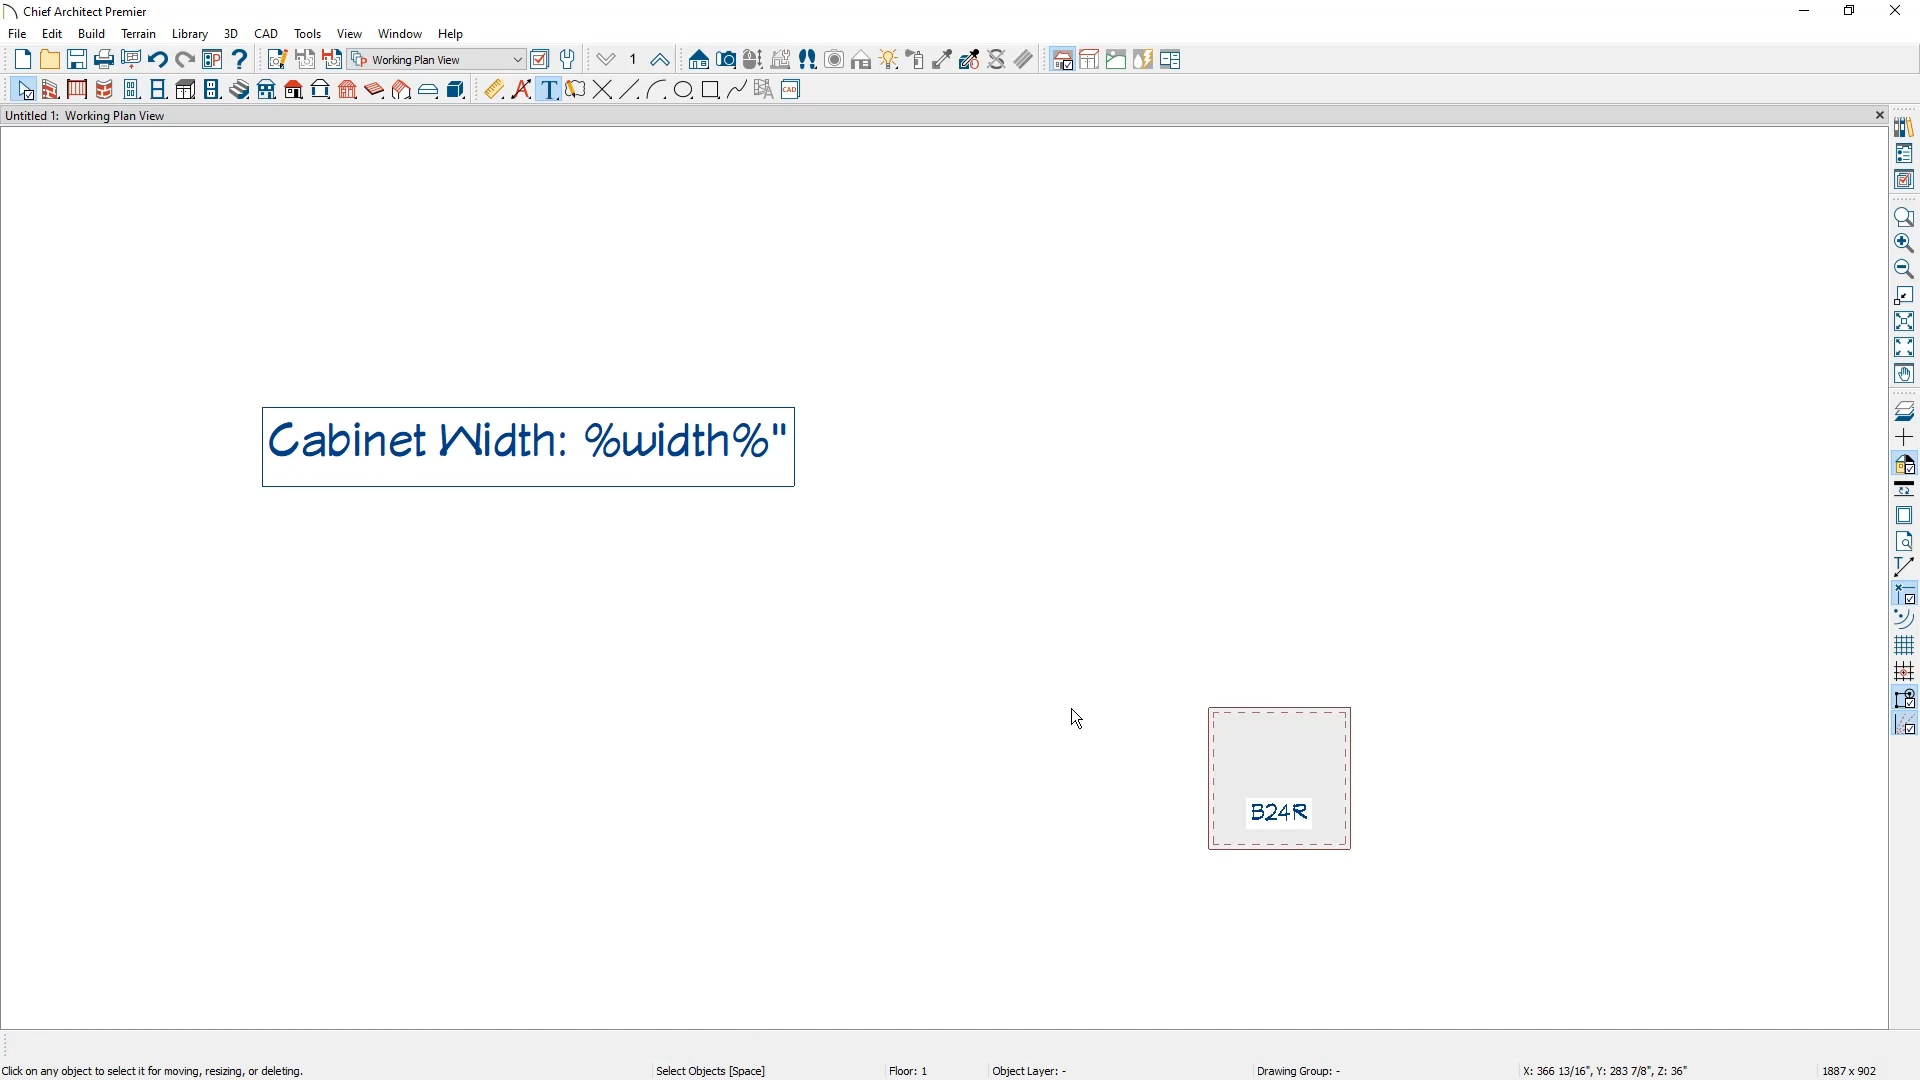 Chief Architect Premier
File Edit Build Terrain Library 3D CAD Tools View Window Help
Working Plan View 1
T CAD
Untitled 1: Working Plan View
Cabinet Width: %width%"
B24R
Click on any object to select it for moving, resizing, or deleting. Select Objects [Space] Floor: 1 Object Layer: - Drawing Group: - X: 366 13/16", Y: 283 7/8", Z: 36" 1887 x 902